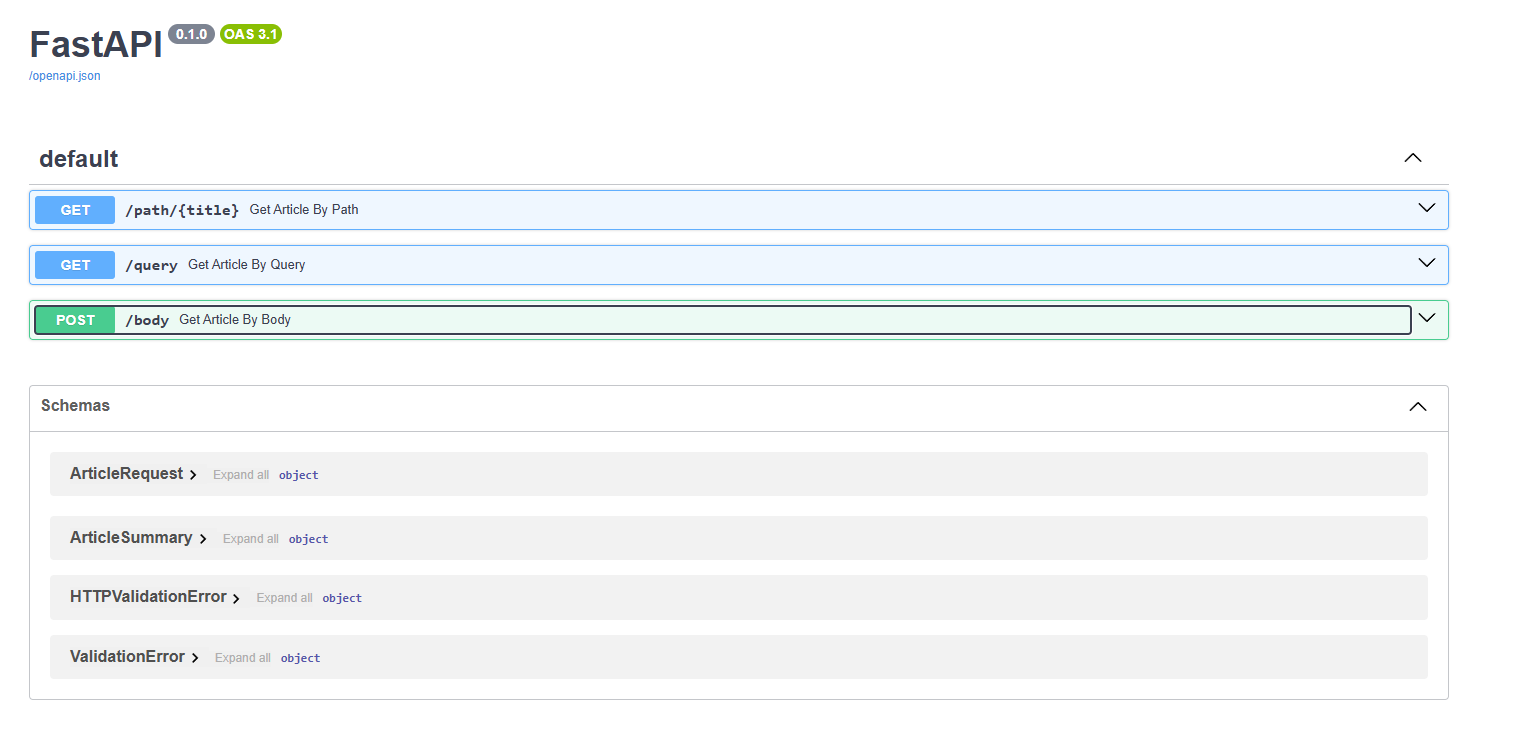 FastAPI 0.1.0 OAS 3.1
/openapi.json
default
GET /path/{title} Get Article By Path
GET /query Get Article By Query
POST /body Get Article By Body
Schemas
ArticleRequest Expand all object
ArticleSummary Expand all object
HTTPValidationError Expand all object
ValidationError Expand all object